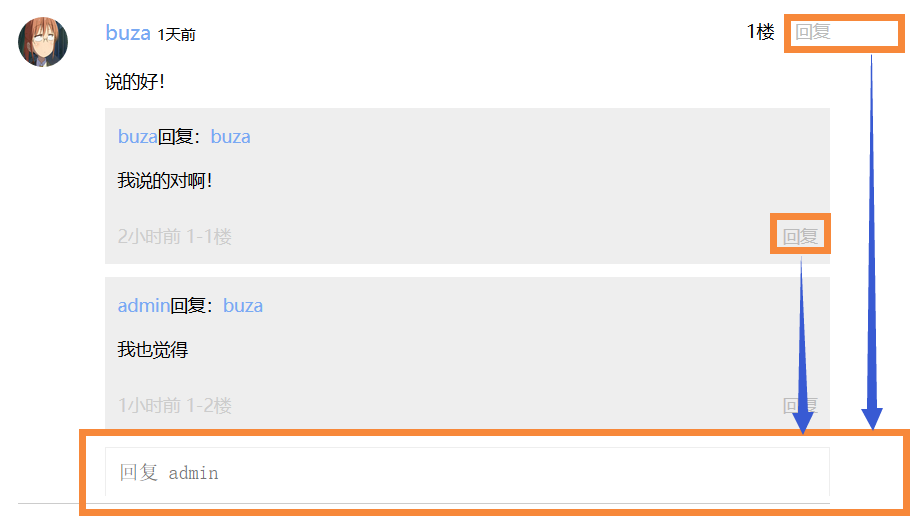 buza 1天前
1楼 回复
说的好！
buza回复：buza
我说的对啊！
2小时前 1-1楼 回复
admin回复：buza
我也觉得
1小时前 1-2楼 回复
回复 admin